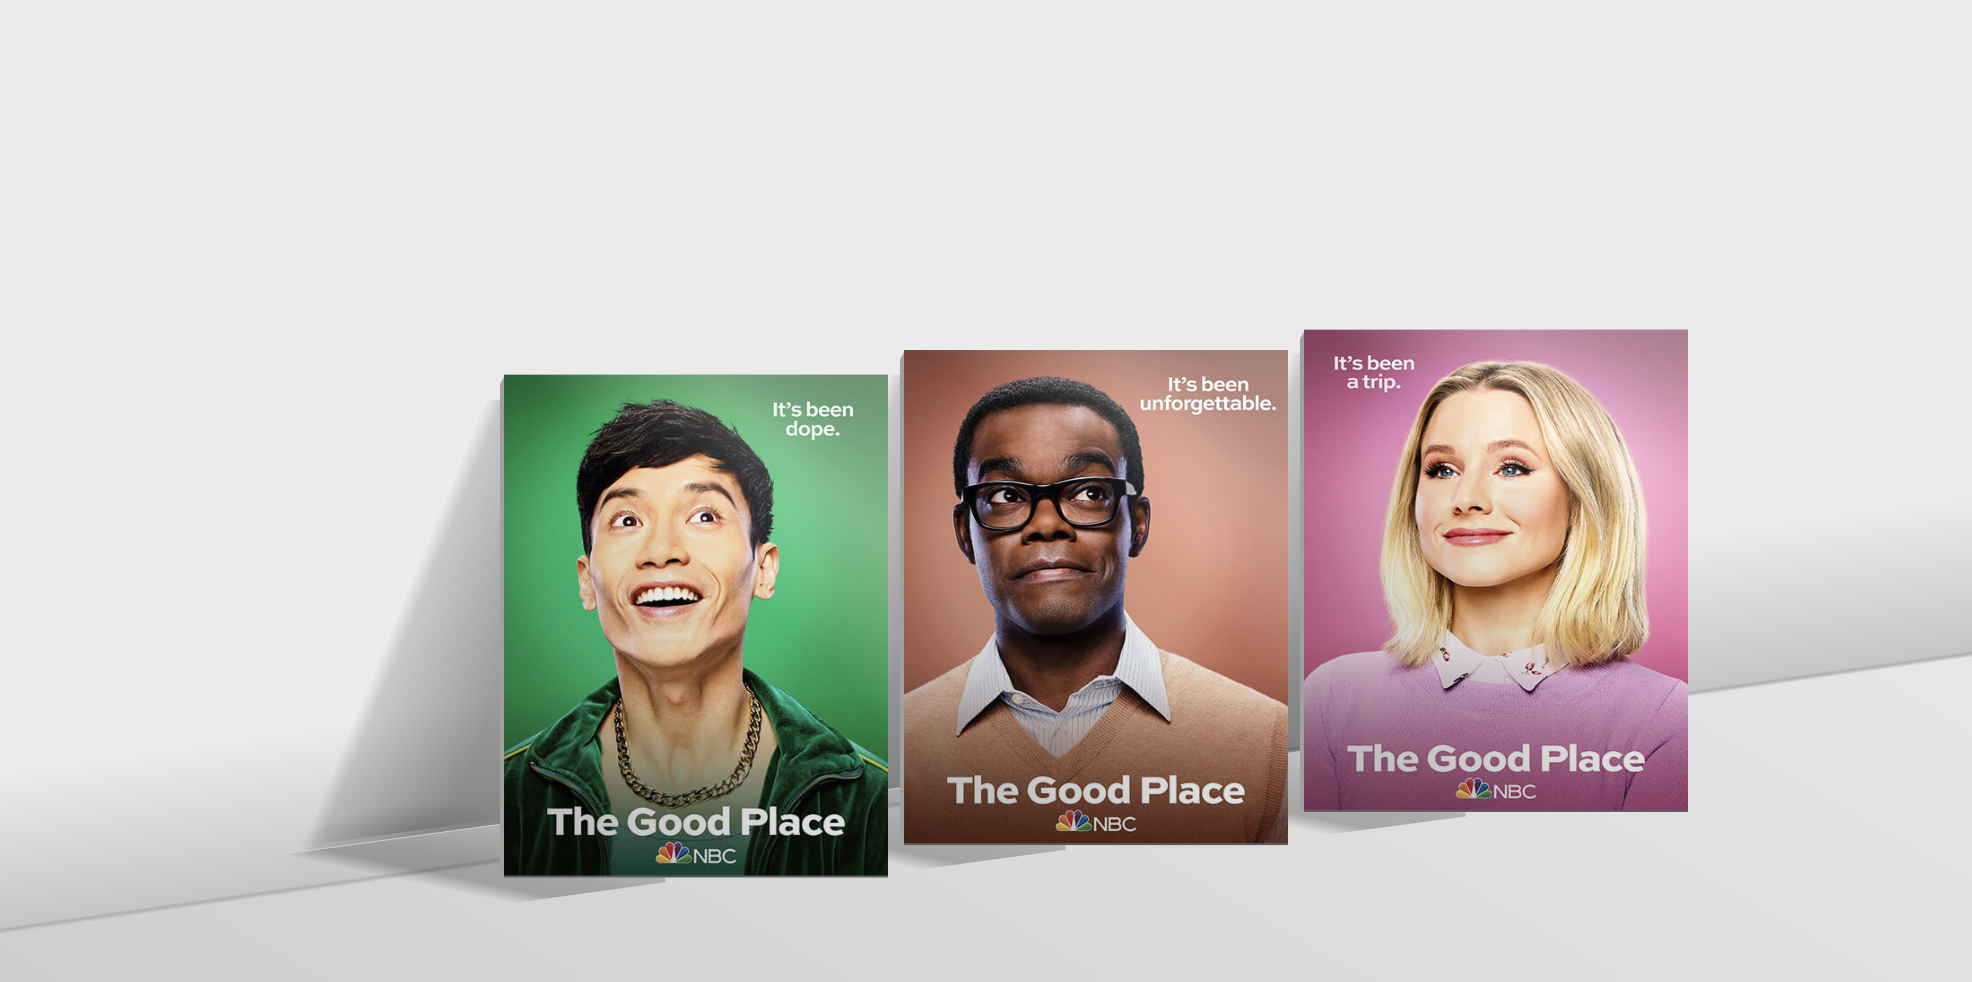 It's been
dope.
The Good Place
NBC
It's been
unforgettable.
The Good Place
NBC
It's been
a trip.
The Good Place
NBC